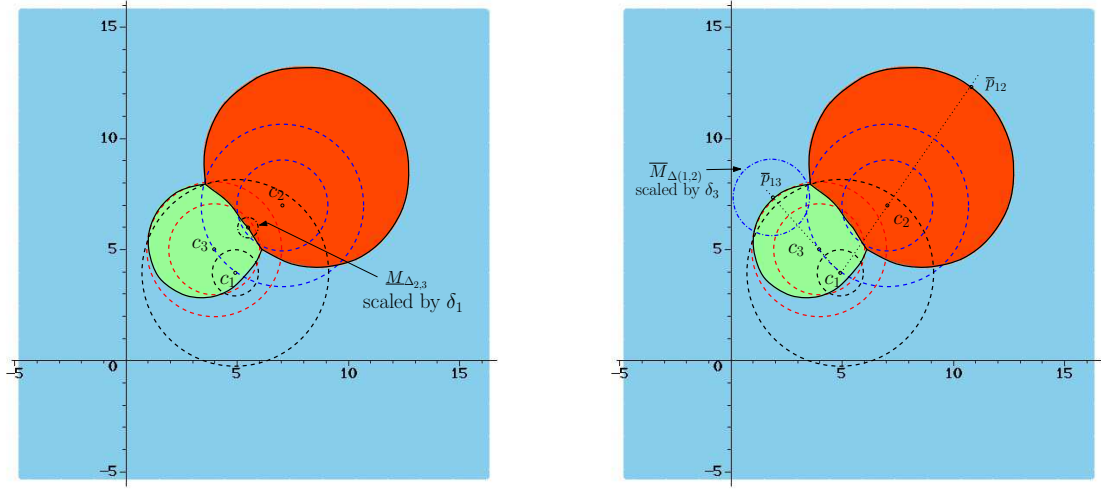 15
10
5
0
-5
-5
0
5
10
15
c₂
c₃
c₁
M_{Δ₂,₃}
scaled by δ₁
15
10
5
0
-5
-5
0
5
10
15
p̅₁₂
M̅_{Δ(1,2)}
scaled by δ₃
p̅₁₃
c₂
c₃
c₁